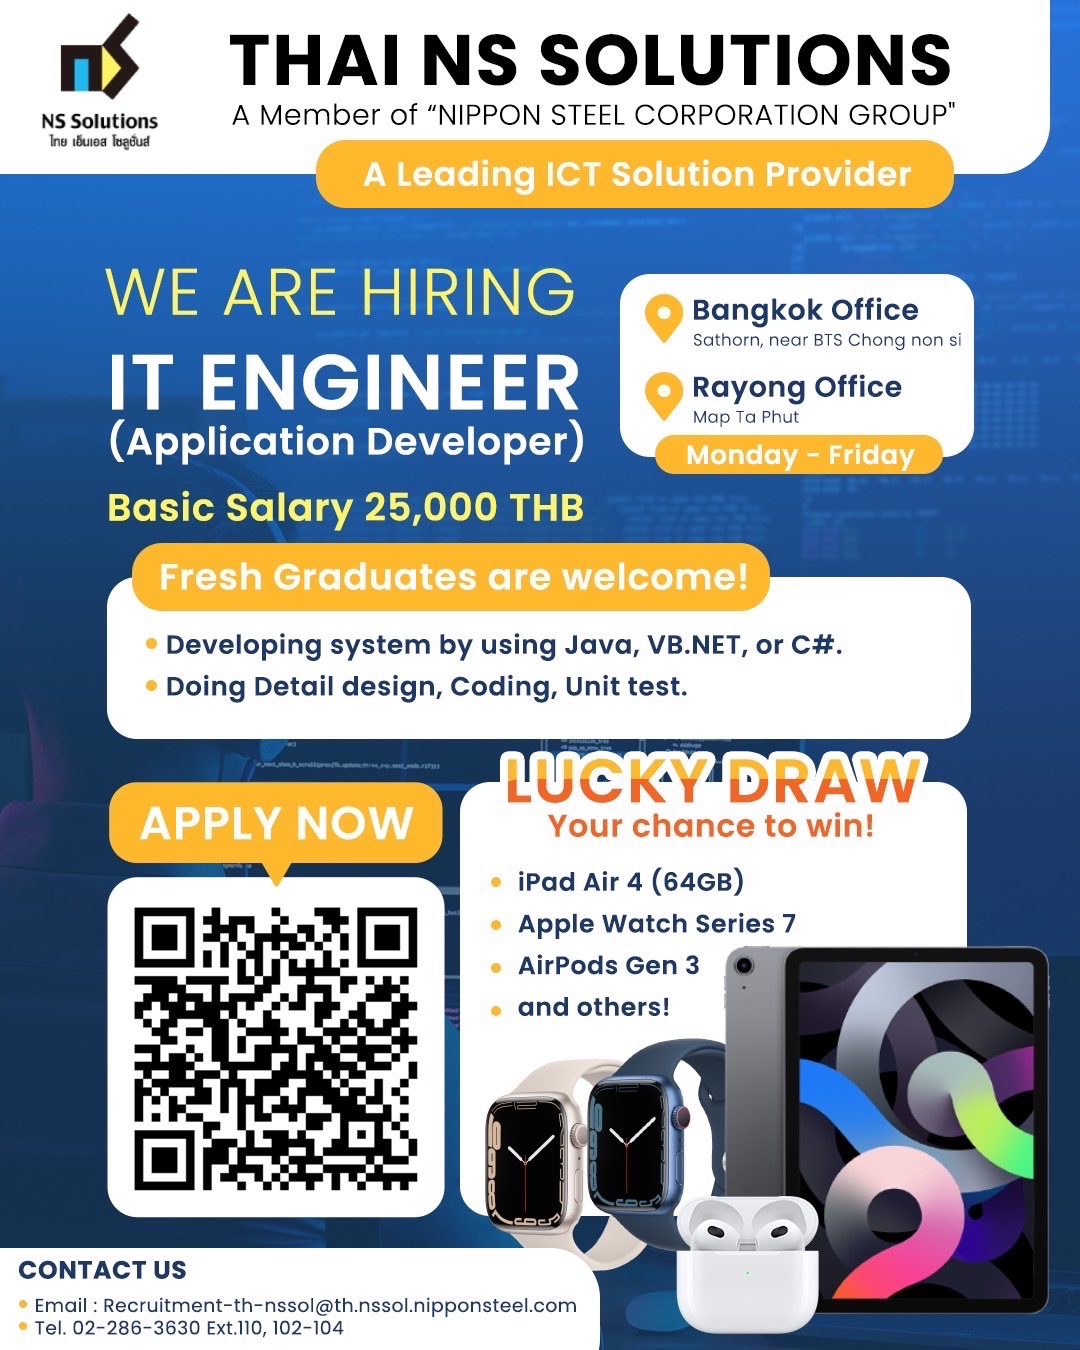 NS Solutions
ไทย เอ็นเอส โซลูชั่นส์
THAI NS SOLUTIONS
A Member of “NIPPON STEEL CORPORATION GROUP"
A Leading ICT Solution Provider
WE ARE HIRING
IT ENGINEER
(Application Developer)
Basic Salary 25,000 THB
Bangkok Office
Sathorn, near BTS Chong non si
Rayong Office
Map Ta Phut
Monday - Friday
Fresh Graduates are welcome!
• Developing system by using Java, VB.NET, or C#.
• Doing Detail design, Coding, Unit test.
APPLY NOW
LUCKY DRAW
Your chance to win!
• iPad Air 4 (64GB)
• Apple Watch Series 7
• AirPods Gen 3
• and others!
CONTACT US
• Email : Recruitment-th-nssol@th.nssol.nipponsteel.com
• Tel. 02-286-3630 Ext.110, 102-104